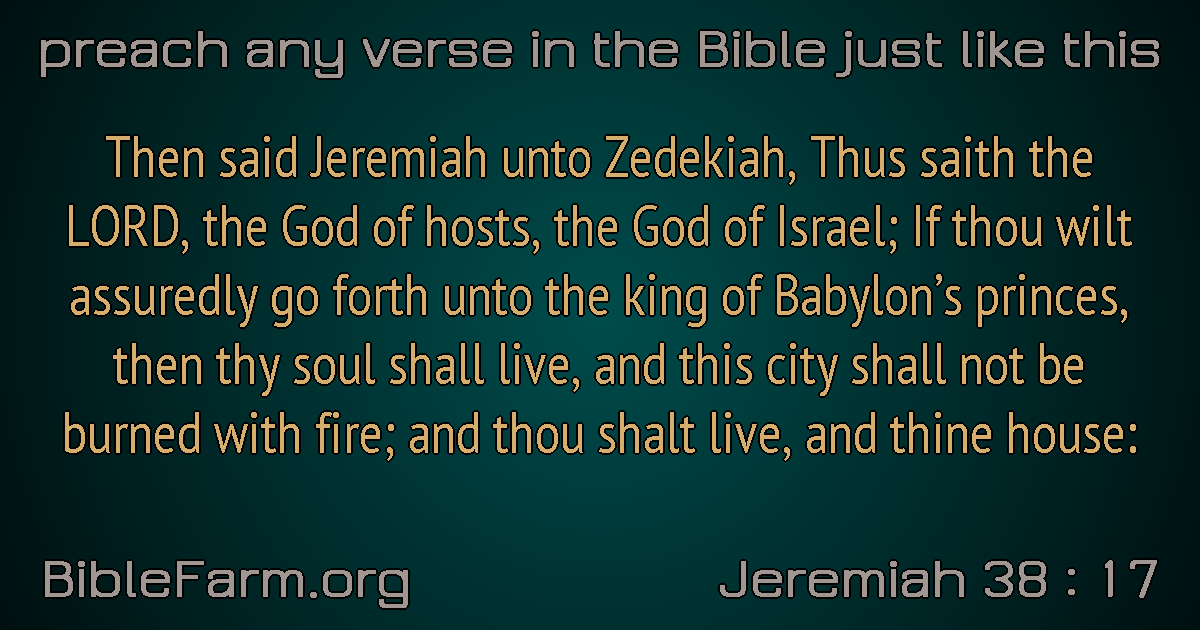 preach any verse in the Bible just like this
Then said Jeremiah unto Zedekiah, Thus saith the
LORD, the God of hosts, the God of Israel; If thou wilt
assuredly go forth unto the king of Babylon’s princes,
then thy soul shall live, and this city shall not be
burned with fire; and thou shalt live, and thine house:
BibleFarm.org
Jeremiah 38 : 17